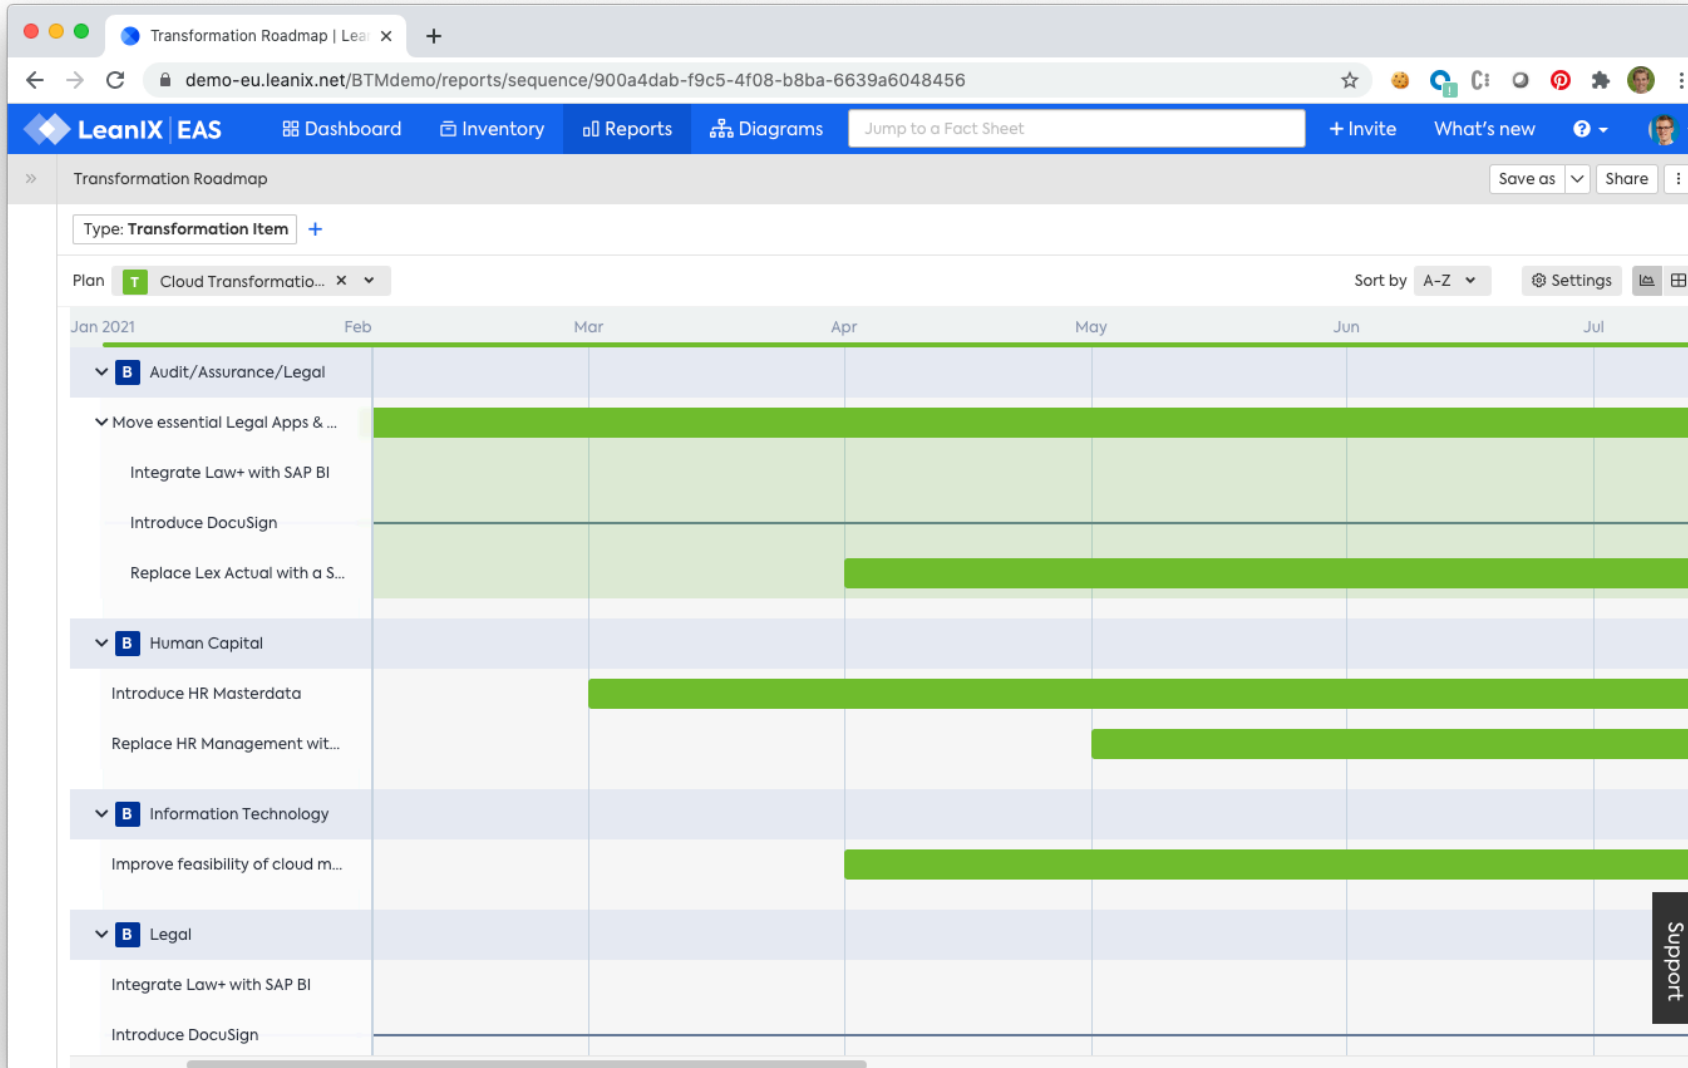 Transformation Roadmap | Lea
demo-eu.leanix.net/BTMdemo/reports/sequence/900a4dab-f9c5-4f08-b8ba-6639a6048456
LeanIX | EAS Dashboard Inventory Reports Diagrams Jump to a Fact Sheet + Invite What's new ?
Transformation Roadmap Save as Share
Type: Transformation Item +
Plan T Cloud Transformatio... Sort by A-Z Settings
Jan 2021 Feb Mar Apr May Jun Jul
B Audit/Assurance/Legal
Move essential Legal Apps & ...
Integrate Law+ with SAP BI
Introduce DocuSign
Replace Lex Actual with a S...
B Human Capital
Introduce HR Masterdata
Replace HR Management wit...
B Information Technology
Improve feasibility of cloud m...
B Legal
Support
Integrate Law+ with SAP BI
Introduce DocuSign